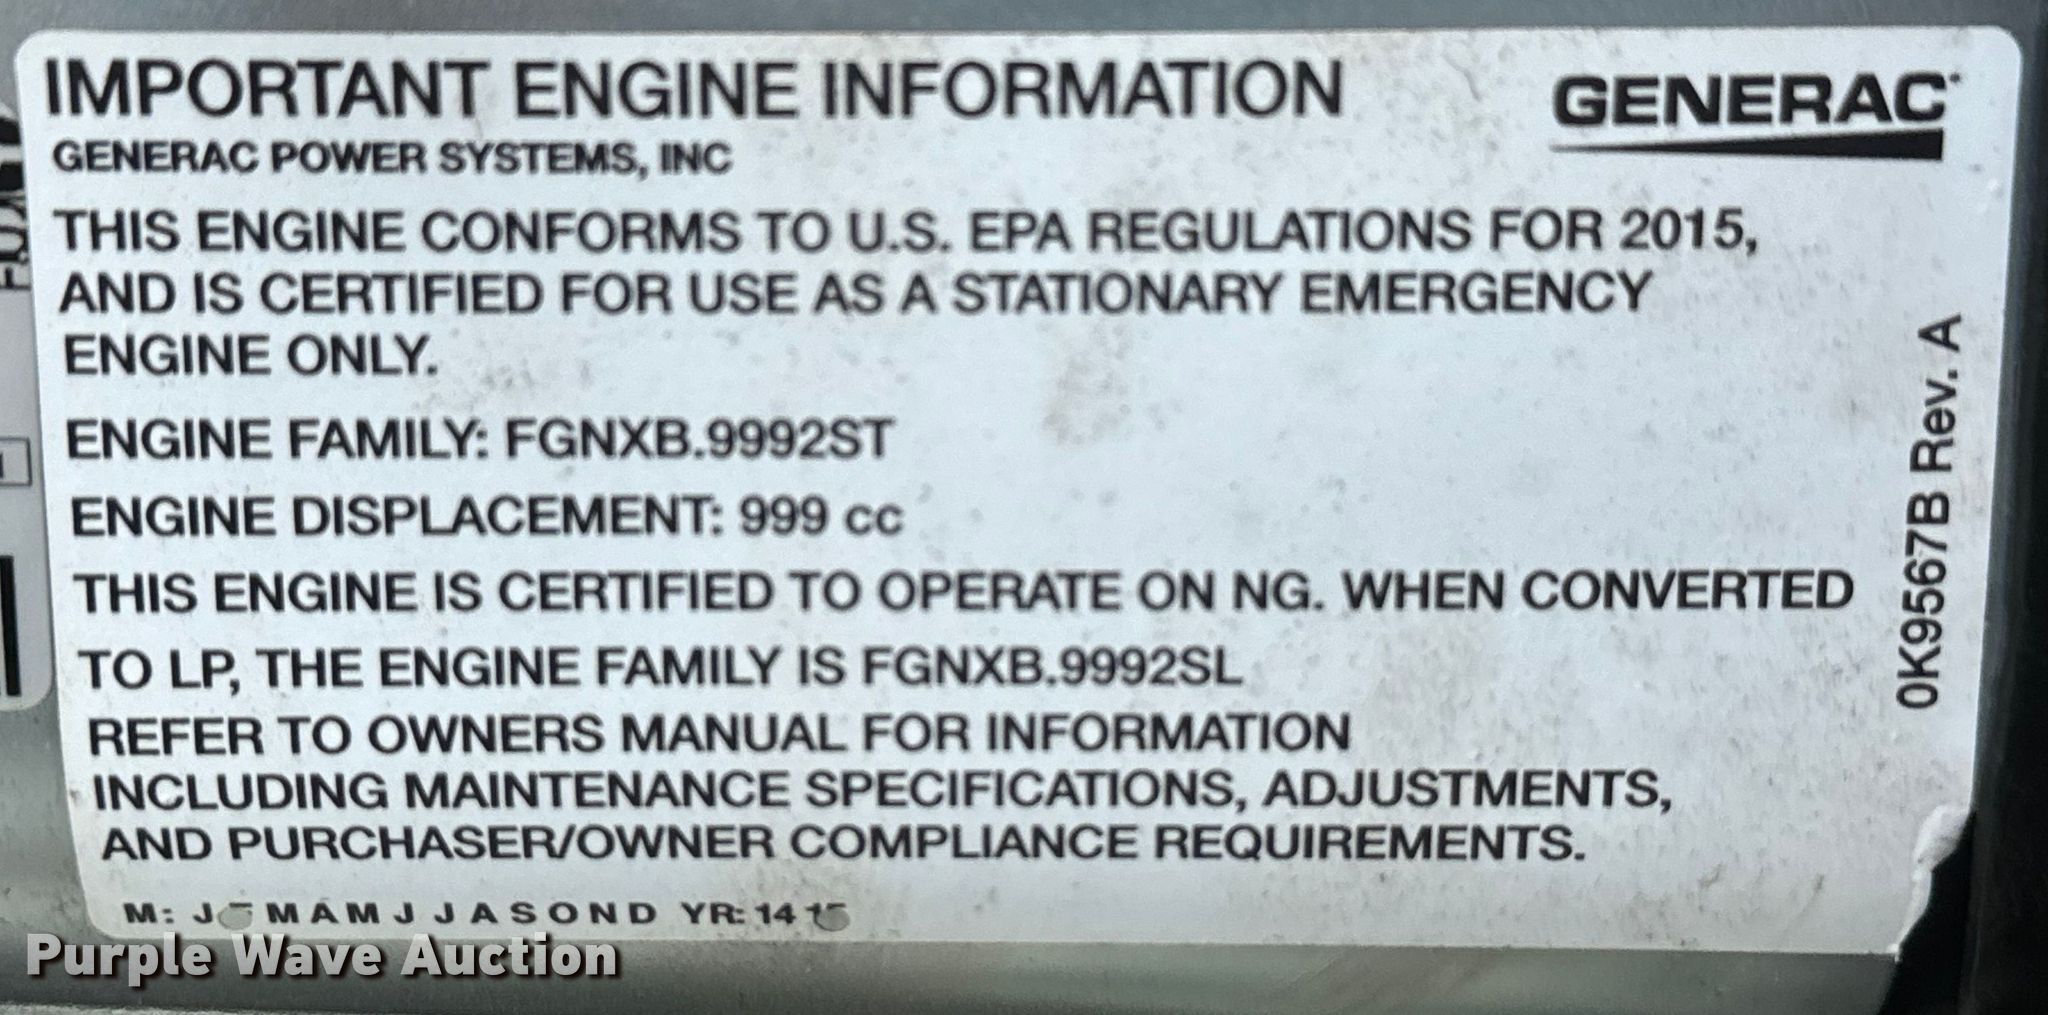 IMPORTANT ENGINE INFORMATION
GENERAC
GENERAC POWER SYSTEMS, INC
THIS ENGINE CONFORMS TO U.S. EPA REGULATIONS FOR 2015,
AND IS CERTIFIED FOR USE AS A STATIONARY EMERGENCY
ENGINE ONLY.
ENGINE FAMILY: FGNXB.9992ST
ENGINE DISPLACEMENT: 999 cc
THIS ENGINE IS CERTIFIED TO OPERATE ON NG. WHEN CONVERTED
TO LP, THE ENGINE FAMILY IS FGNXB.9992SL
REFER TO OWNERS MANUAL FOR INFORMATION
INCLUDING MAINTENANCE SPECIFICATIONS, ADJUSTMENTS,
AND PURCHASER/OWNER COMPLIANCE REQUIREMENTS.
M: J M A M J J A S O N D YR: 14 15
0K9567B Rev. A
Purple Wave Auction